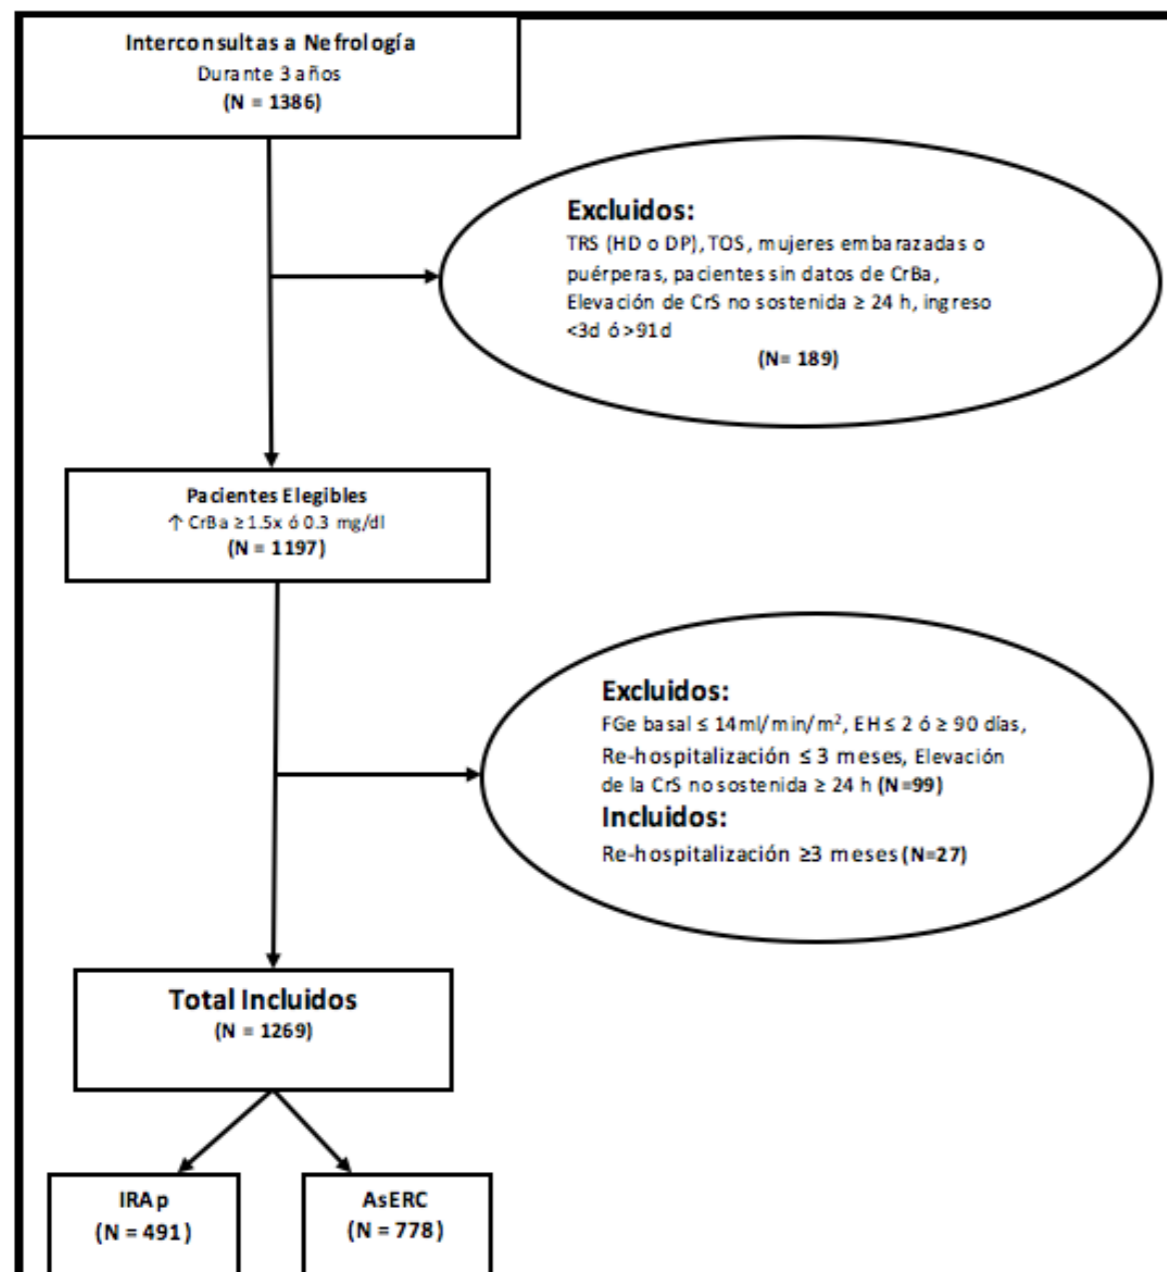 Interconsultas a Nefrología
Durante 3 años
(N = 1386)
Excluidos:
TRS (HD o DP), TOS, mujeres embarazadas o
puérperas, pacientes sin datos de CrBa,
Elevación de CrS no sostenida ≥ 24 h, ingreso
<3d ó >91d
(N= 189)
Pacientes Elegibles
↑ CrBa ≥ 1.5x ó 0.3 mg/dl
(N = 1197)
Excluidos:
FGe basal ≤ 14ml/min/m², EH ≤ 2 ó ≥ 90 días,
Re-hospitalización ≤ 3 meses, Elevación
de la CrS no sostenida ≥ 24 h (N=99)
Incluidos:
Re-hospitalización ≥3 meses (N=27)
Total Incluidos
(N = 1269)
IRAp
(N = 491)
AsERC
(N = 778)